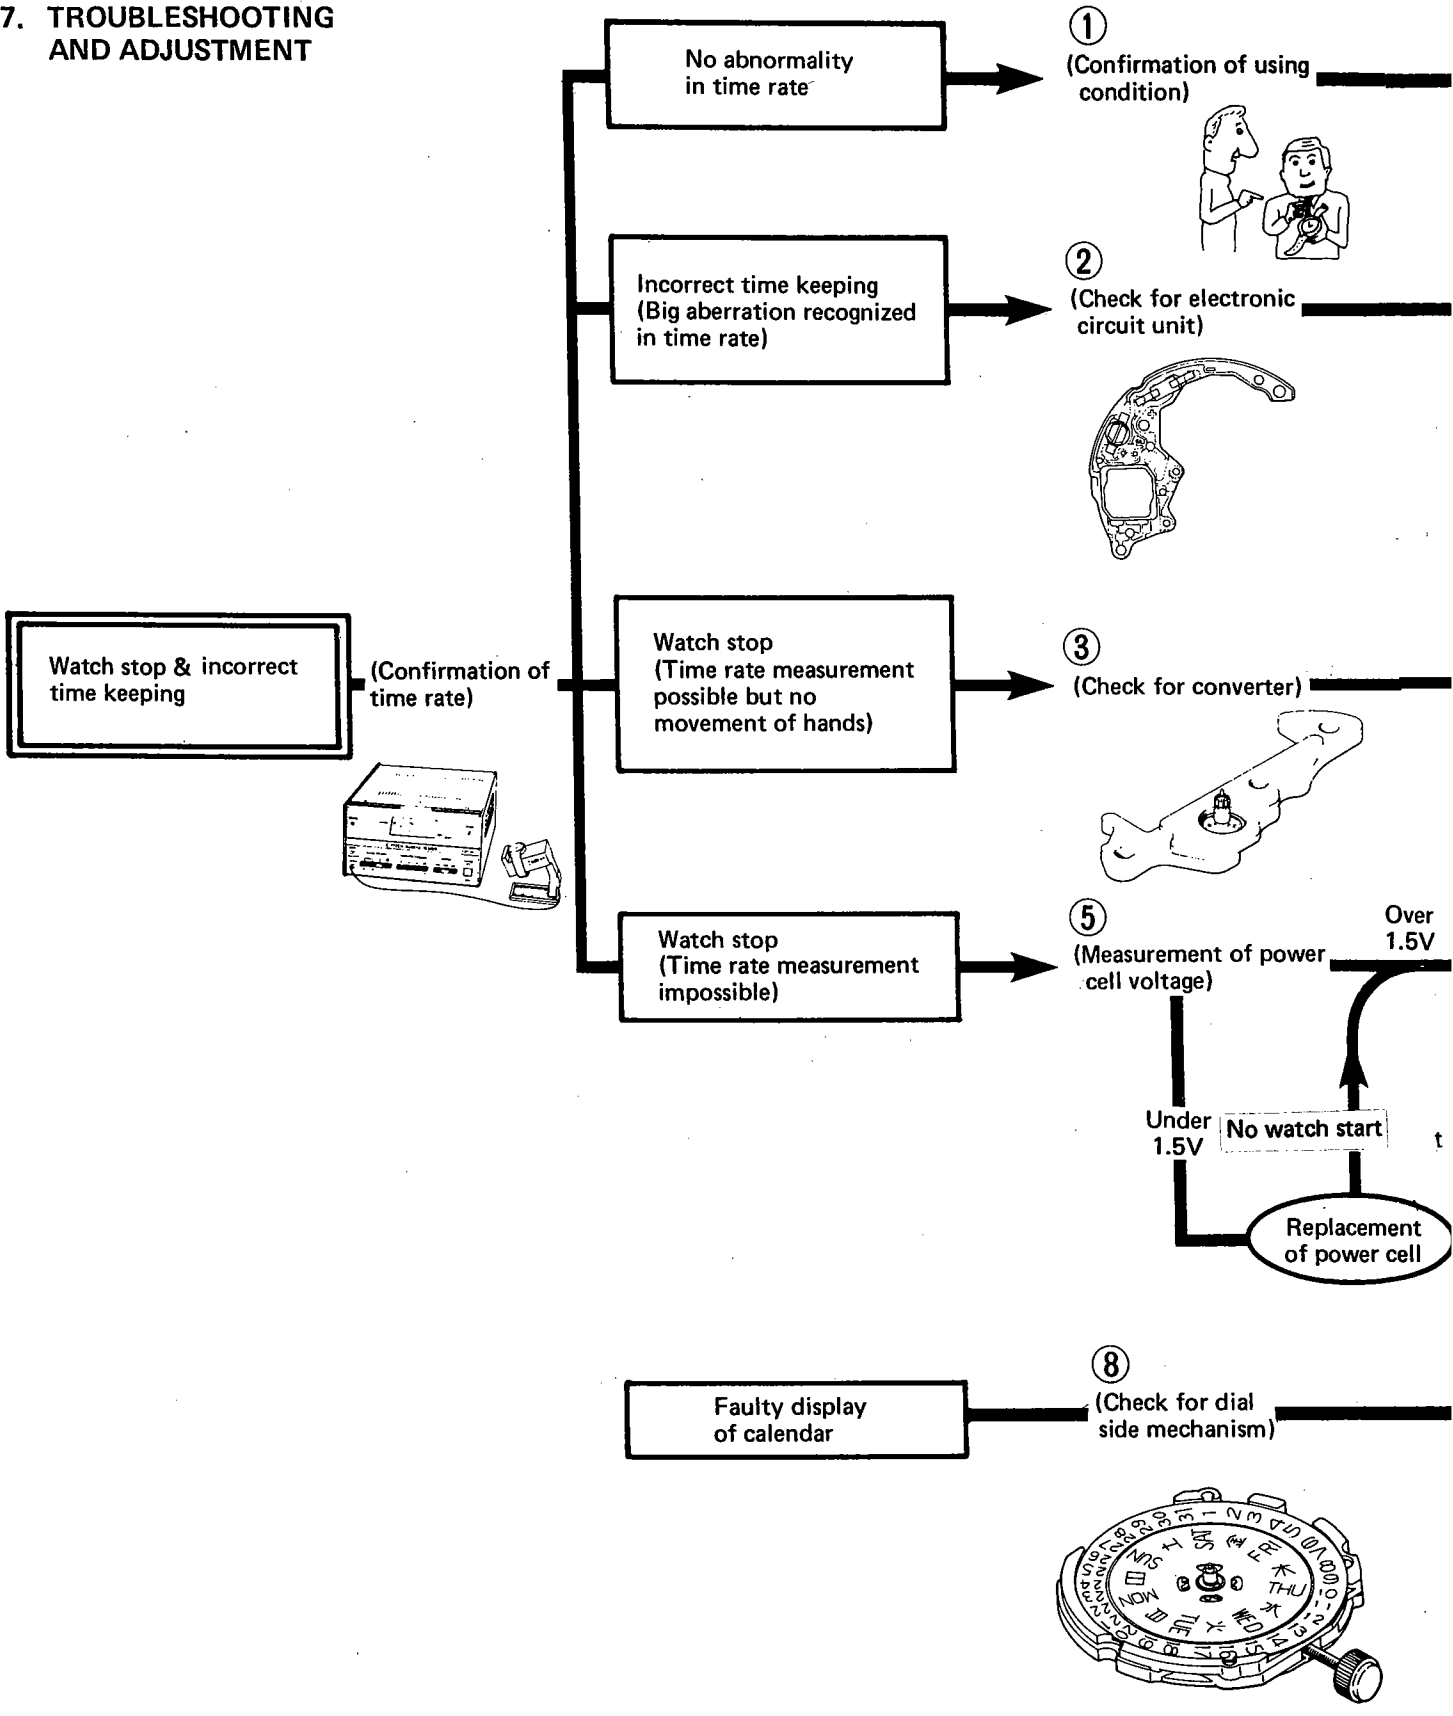 7. TROUBLESHOOTING
AND ADJUSTMENT
No abnormality
in time rate
①
(Confirmation of using
condition)
Incorrect time keeping
(Big aberration recognized
in time rate)
②
(Check for electronic
circuit unit)
Watch stop & incorrect
time keeping
(Confirmation of
time rate)
Watch stop
(Time rate measurement
possible but no
movement of hands)
③
(Check for converter)
Watch stop
(Time rate measurement
impossible)
⑤
(Measurement of power
cell voltage)
Over
1.5V
Under
1.5V
No watch start
t
Replacement
of power cell
Faulty display
of calendar
⑧
(Check for dial
side mechanism)
SAT
FRI
THU
WED
TUE
MON
SUN